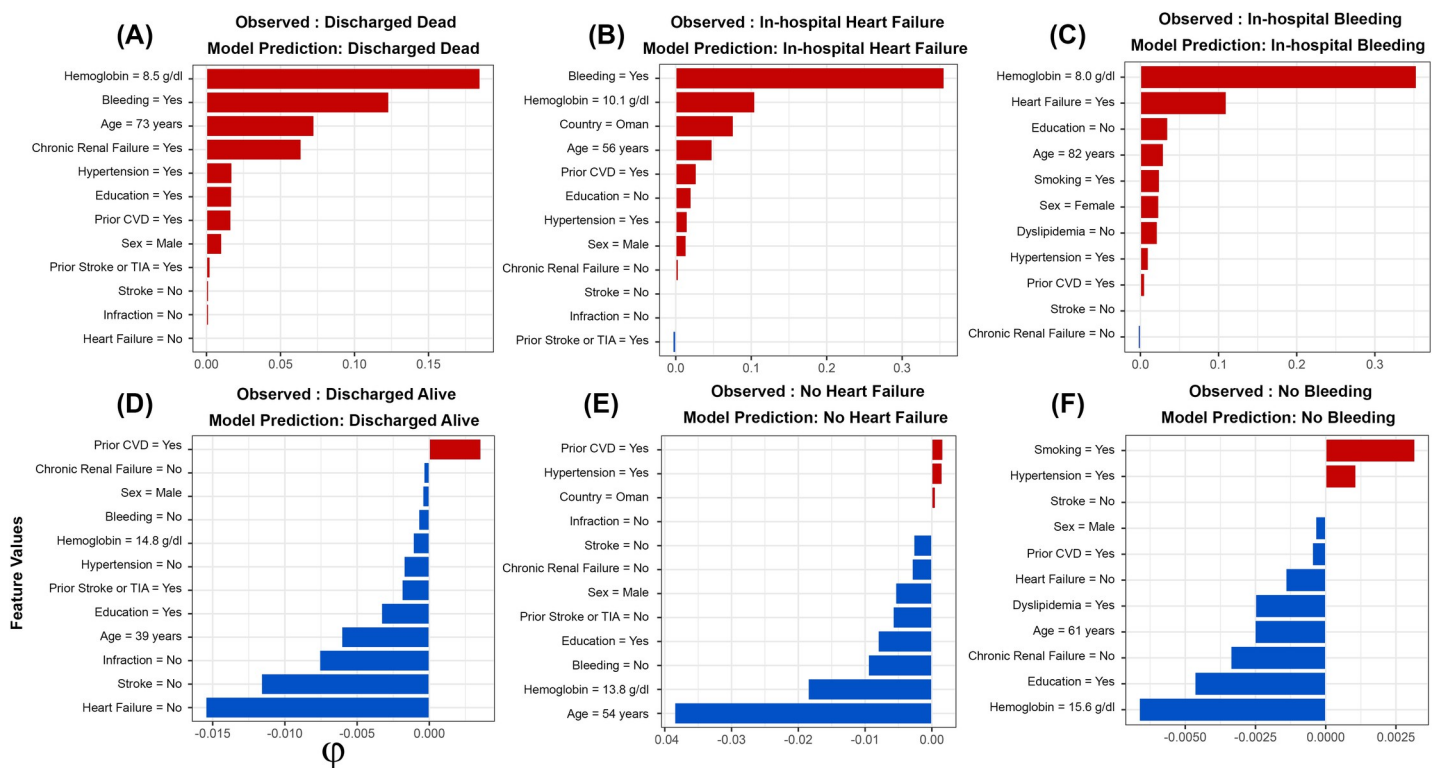 (A)
Observed : Discharged Dead
Model Prediction: Discharged Dead
Hemoglobin = 8.5 g/dl
Bleeding = Yes
Age = 73 years
Chronic Renal Failure = Yes
Hypertension = Yes
Education = Yes
Prior CVD = Yes
Sex = Male
Prior Stroke or TIA = Yes
Stroke = No
Infraction = No
Heart Failure = No
0.00 0.05 0.10 0.15
(B)
Observed : In-hospital Heart Failure
Model Prediction: In-hospital Heart Failure
Bleeding = Yes
Hemoglobin = 10.1 g/dl
Country = Oman
Age = 56 years
Prior CVD = Yes
Education = No
Hypertension = Yes
Sex = Male
Chronic Renal Failure = No
Stroke = No
Infraction = No
Prior Stroke or TIA = Yes
0.0 0.1 0.2 0.3
(C)
Observed : In-hospital Bleeding
Model Prediction: In-hospital Bleeding
Hemoglobin = 8.0 g/dl
Heart Failure = Yes
Education = No
Age = 82 years
Smoking = Yes
Sex = Female
Dyslipidemia = No
Hypertension = Yes
Prior CVD = Yes
Stroke = No
Chronic Renal Failure = No
0.0 0.1 0.2 0.3
Feature Values
(D)
Observed : Discharged Alive
Model Prediction: Discharged Alive
Prior CVD = Yes
Chronic Renal Failure = No
Sex = Male
Bleeding = No
Hemoglobin = 14.8 g/dl
Hypertension = No
Prior Stroke or TIA = Yes
Education = Yes
Age = 39 years
Infraction = No
Stroke = No
Heart Failure = No
-0.015 -0.010 -0.005 0.000
φ
(E)
Observed : No Heart Failure
Model Prediction: No Heart Failure
Prior CVD = Yes
Hypertension = Yes
Country = Oman
Infraction = No
Stroke = No
Chronic Renal Failure = No
Sex = Male
Prior Stroke or TIA = No
Education = Yes
Bleeding = No
Hemoglobin = 13.8 g/dl
Age = 54 years
0.04 -0.03 -0.02 -0.01 0.00
(F)
Observed : No Bleeding
Model Prediction: No Bleeding
Smoking = Yes
Hypertension = Yes
Stroke = No
Sex = Male
Prior CVD = Yes
Heart Failure = No
Dyslipidemia = Yes
Age = 61 years
Chronic Renal Failure = No
Education = Yes
Hemoglobin = 15.6 g/dl
-0.0050 -0.0025 0.0000 0.0025